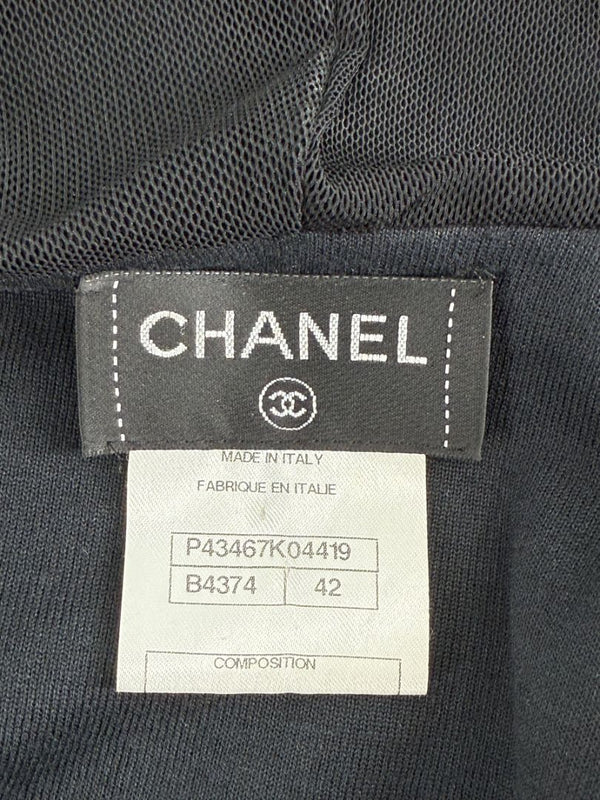 CHANEL
MADE IN ITALY
FABRIQUE EN ITALIE
P43467K04419
B4374 42
COMPOSITION